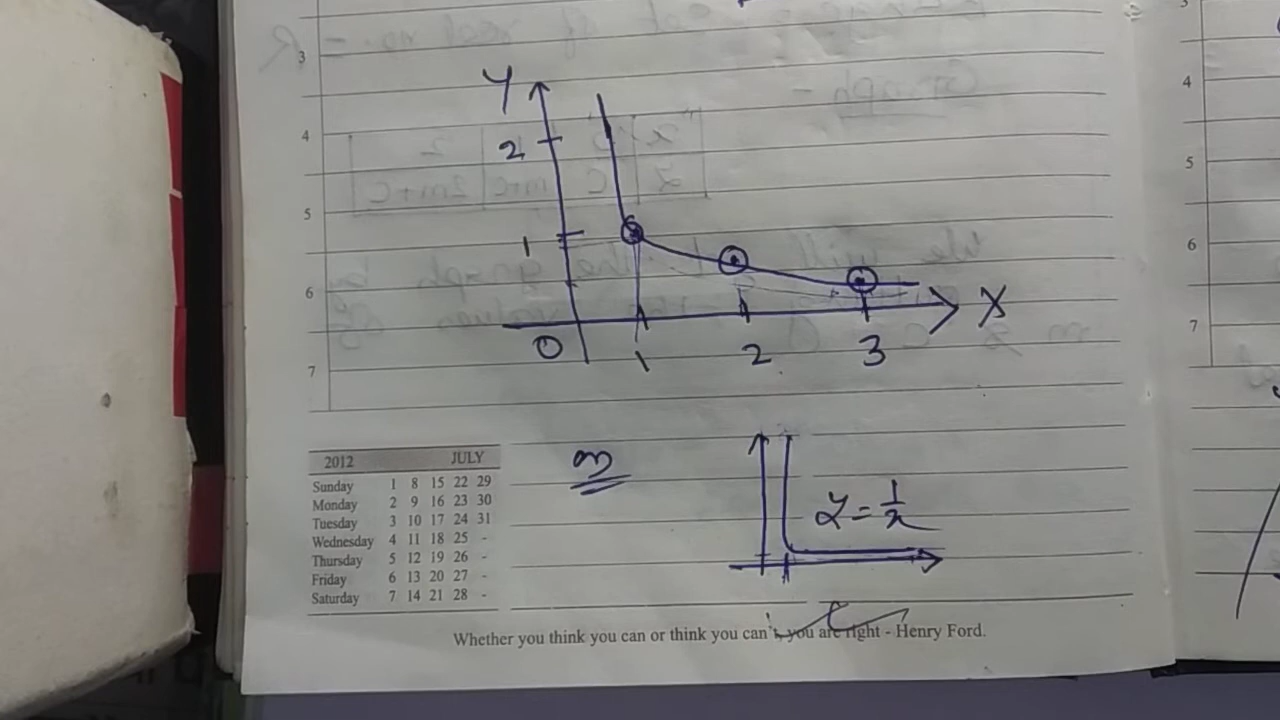 3
4
5
6
7
Y
2
1
0
1
2
3
X
y = 1/x
2012 JULY
Sunday 1 8 15 22 29
Monday 2 9 16 23 30
Tuesday 3 10 17 24 31
Wednesday 4 11 18 25 -
Thursday 5 12 19 26 -
Friday 6 13 20 27 -
Saturday 7 14 21 28 -
Whether you think you can or think you can't, you are right - Henry Ford.
4
5
6
7